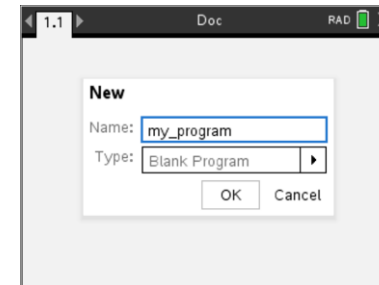 1.1 Doc RAD
New
Name: my_program
Type: Blank Program
OK Cancel